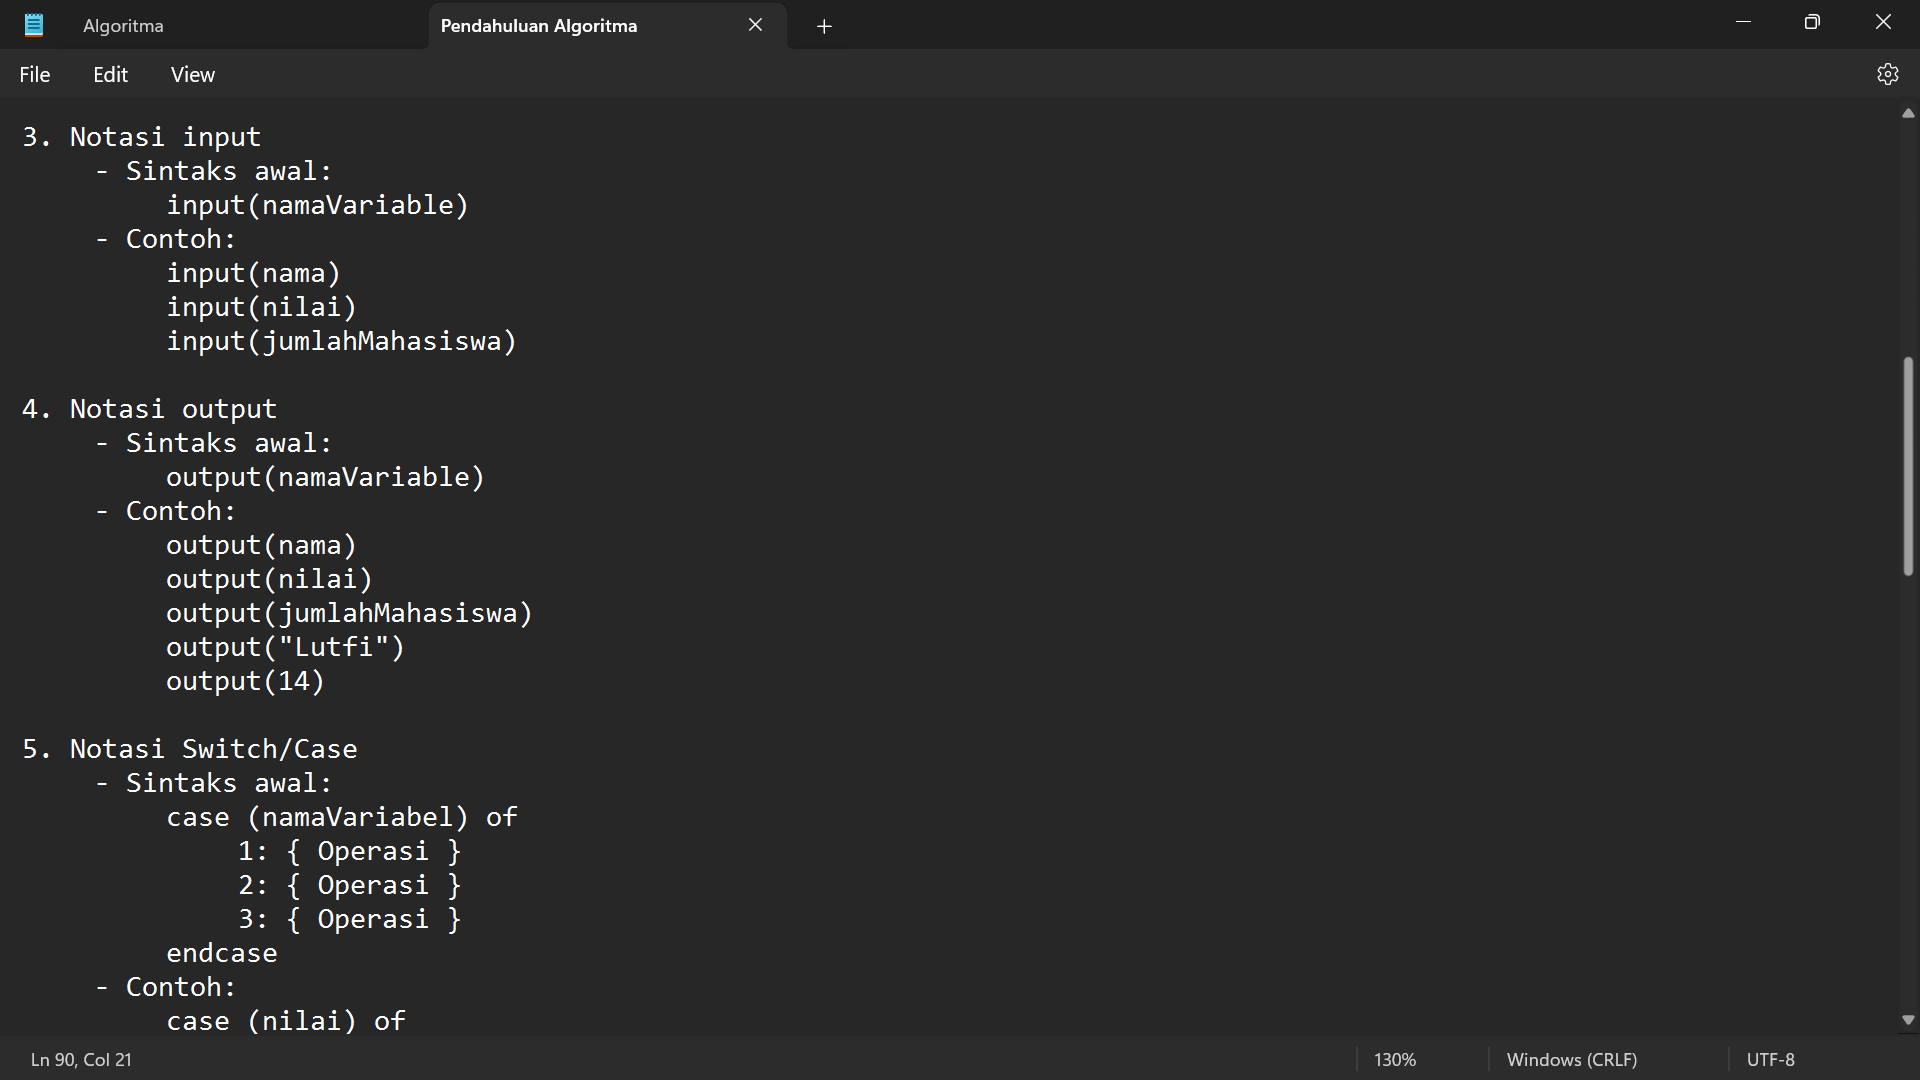 Algoritma
Pendahuluan Algoritma
File Edit View
3. Notasi input
- Sintaks awal:
input(namaVariable)
- Contoh:
input(nama)
input(nilai)
input(jumlahMahasiswa)
4. Notasi output
- Sintaks awal:
output(namaVariable)
- Contoh:
output(nama)
output(nilai)
output(jumlahMahasiswa)
output("Lutfi")
output(14)
5. Notasi Switch/Case
- Sintaks awal:
case (namaVariabel) of
1: { Operasi }
2: { Operasi }
3: { Operasi }
endcase
- Contoh:
case (nilai) of
Ln 90, Col 21 130% Windows (CRLF) UTF-8